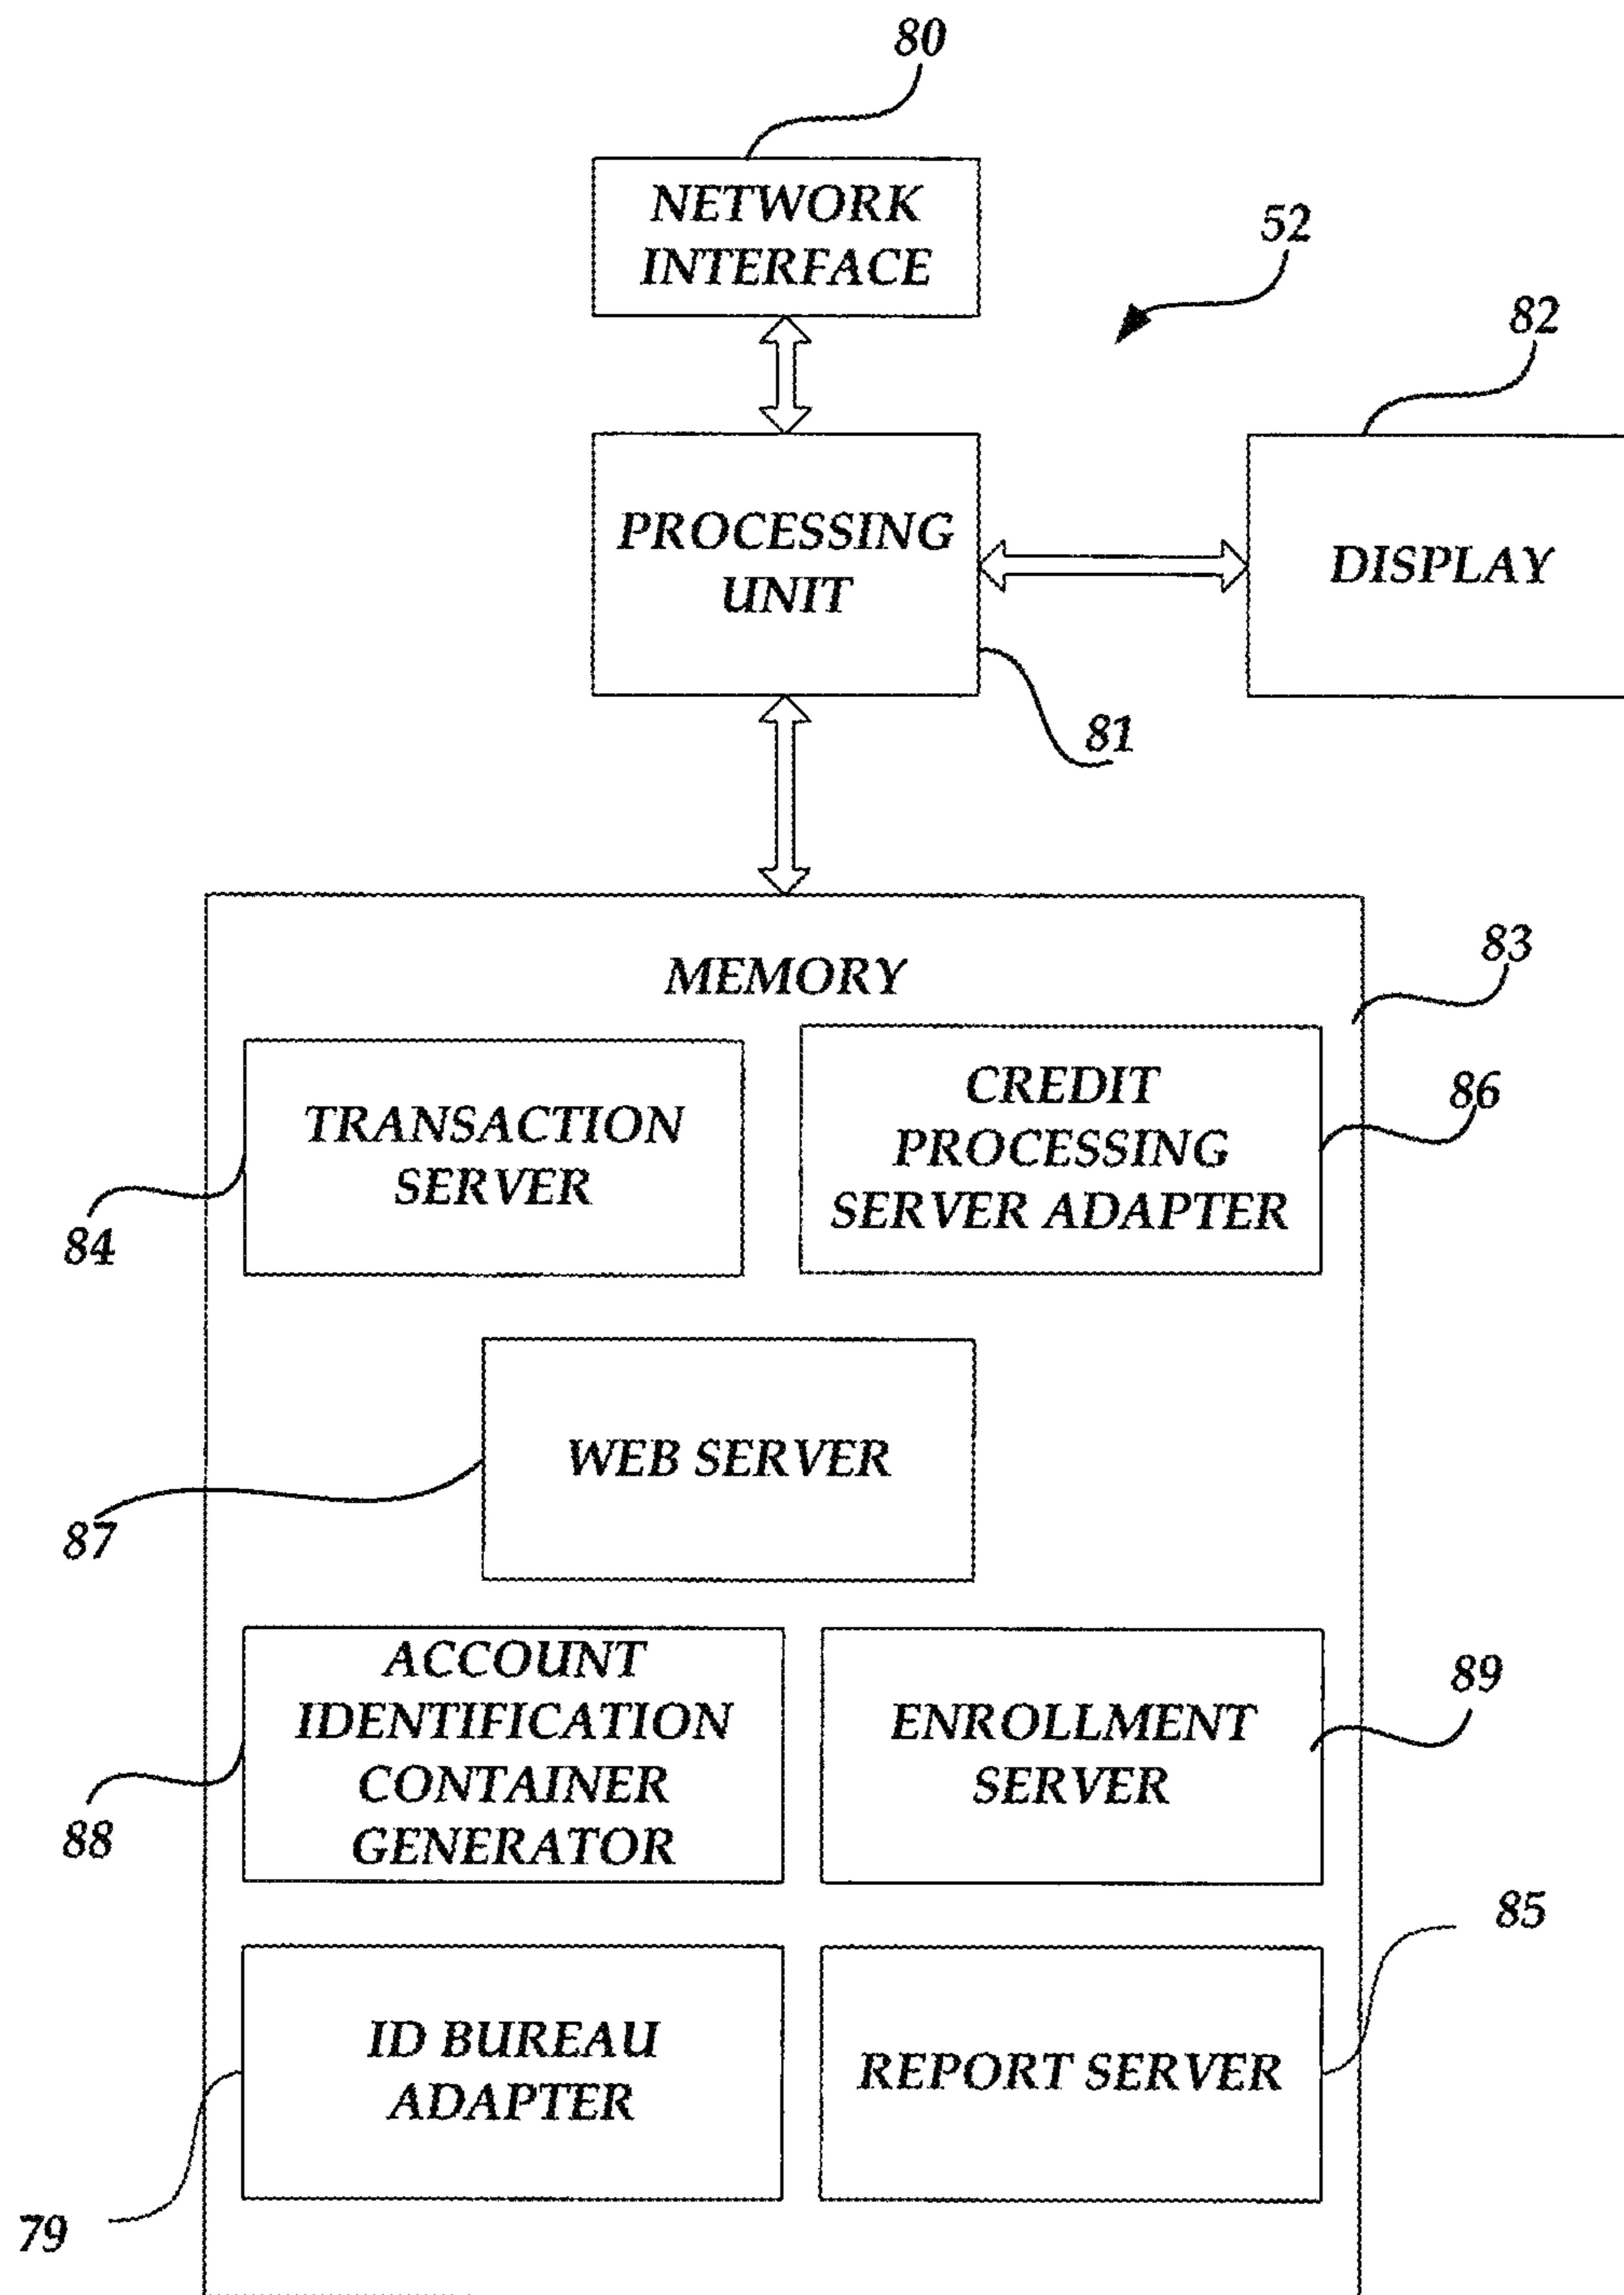 80
NETWORK
INTERFACE
52
82
PROCESSING
UNIT
DISPLAY
81
MEMORY
83
TRANSACTION
SERVER
84
CREDIT
PROCESSING
SERVER ADAPTER
86
WEB SERVER
87
ACCOUNT
IDENTIFICATION
CONTAINER
GENERATOR
88
ENROLLMENT
SERVER
89
85
ID BUREAU
ADAPTER
REPORT SERVER
79